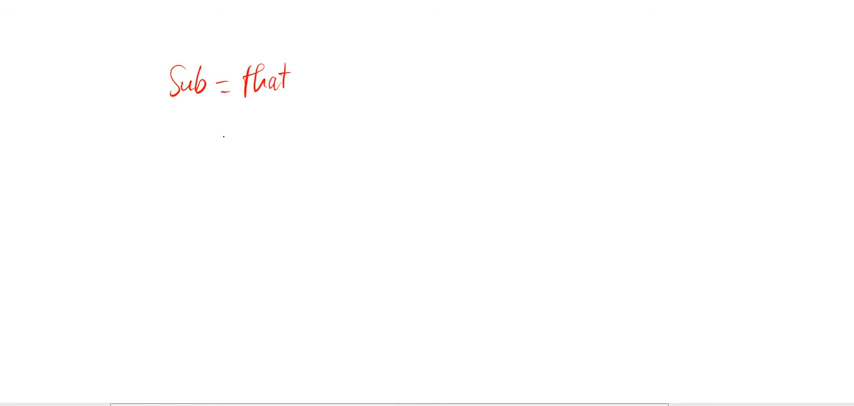 Sub = that